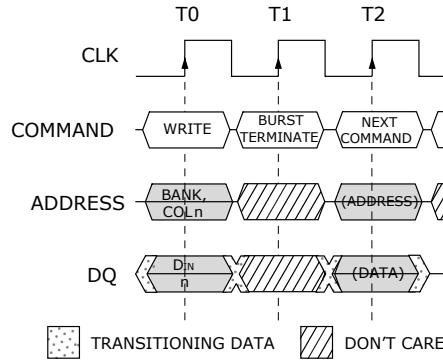 T0 T1 T2
CLK
COMMAND WRITE BURST TERMINATE NEXT COMMAND
ADDRESS BANK, COLn (ADDRESS)
DQ DIN n (DATA)
TRANSITIONING DATA DON'T CARE